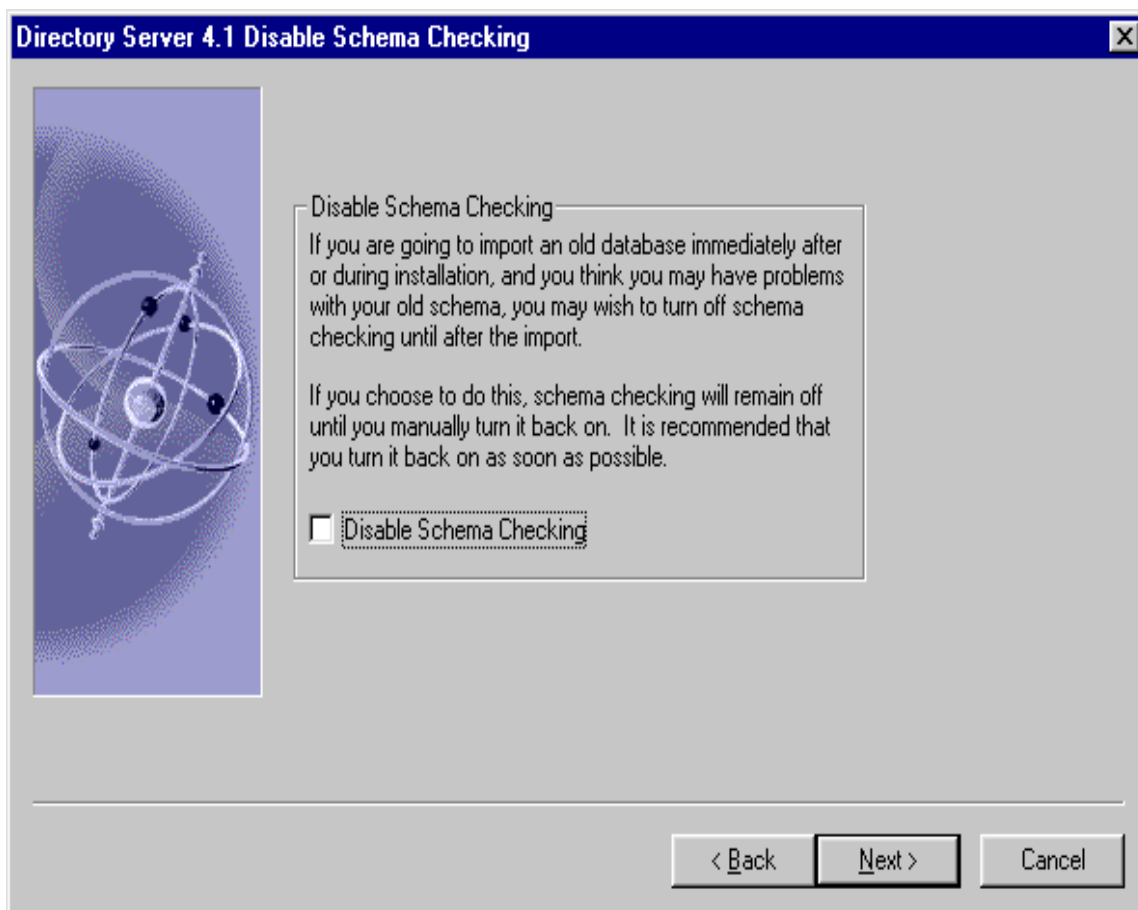 Directory Server 4.1 Disable Schema Checking
Disable Schema Checking
If you are going to import an old database immediately after
or during installation, and you think you may have problems
with your old schema, you may wish to turn off schema
checking until after the import.
If you choose to do this, schema checking will remain off
until you manually turn it back on.  It is recommended that
you turn it back on as soon as possible.
Disable Schema Checking
< Back
Next >
Cancel